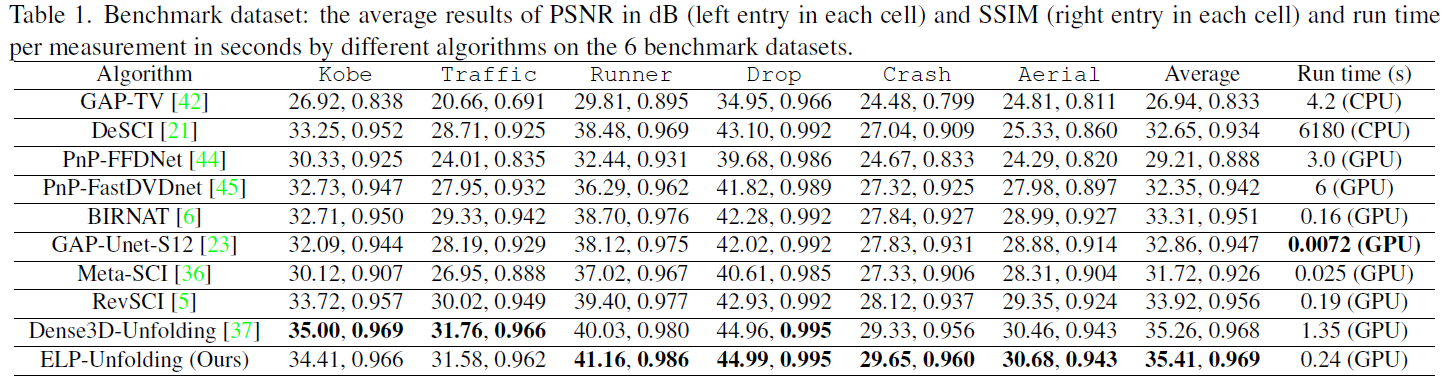 Table 1. Benchmark dataset: the average results of PSNR in dB (left entry in each cell) and SSIM (right entry in each cell) and run time
per measurement in seconds by different algorithms on the 6 benchmark datasets.
Algorithm Kobe Traffic Runner Drop Crash Aerial Average Run time (s)
GAP-TV [42] 26.92, 0.838 20.66, 0.691 29.81, 0.895 34.95, 0.966 24.48, 0.799 24.81, 0.811 26.94, 0.833 4.2 (CPU)
DeSCI [21] 33.25, 0.952 28.71, 0.925 38.48, 0.969 43.10, 0.992 27.04, 0.909 25.33, 0.860 32.65, 0.934 6180 (CPU)
PnP-FFDNet [44] 30.33, 0.925 24.01, 0.835 32.44, 0.931 39.68, 0.986 24.67, 0.833 24.29, 0.820 29.21, 0.888 3.0 (GPU)
PnP-FastDVDnet [45] 32.73, 0.947 27.95, 0.932 36.29, 0.962 41.82, 0.989 27.32, 0.925 27.98, 0.897 32.35, 0.942 6 (GPU)
BIRNAT [6] 32.71, 0.950 29.33, 0.942 38.70, 0.976 42.28, 0.992 27.84, 0.927 28.99, 0.927 33.31, 0.951 0.16 (GPU)
GAP-Unet-S12 [23] 32.09, 0.944 28.19, 0.929 38.12, 0.975 42.02, 0.992 27.83, 0.931 28.88, 0.914 32.86, 0.947 0.0072 (GPU)
Meta-SCI [36] 30.12, 0.907 26.95, 0.888 37.02, 0.967 40.61, 0.985 27.33, 0.906 28.31, 0.904 31.72, 0.926 0.025 (GPU)
RevSCI [5] 33.72, 0.957 30.02, 0.949 39.40, 0.977 42.93, 0.992 28.12, 0.937 29.35, 0.924 33.92, 0.956 0.19 (GPU)
Dense3D-Unfolding [37] 35.00, 0.969 31.76, 0.966 40.03, 0.980 44.96, 0.995 29.33, 0.956 30.46, 0.943 35.26, 0.968 1.35 (GPU)
ELP-Unfolding (Ours) 34.41, 0.966 31.58, 0.962 41.16, 0.986 44.99, 0.995 29.65, 0.960 30.68, 0.943 35.41, 0.969 0.24 (GPU)